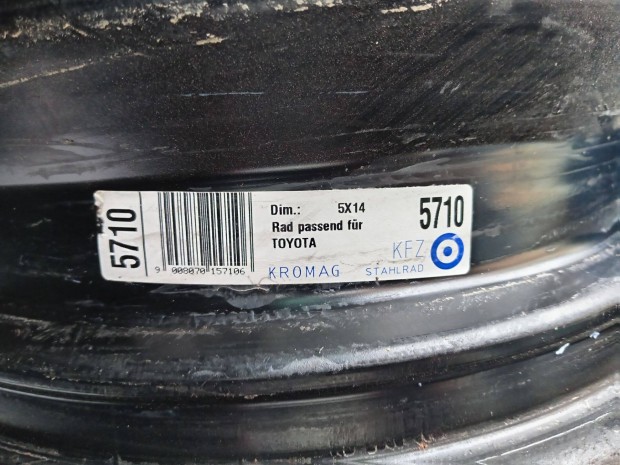 5710
9 008070 157106
Dim.: 5X14
Rad passend für
TOYOTA
KROMAG
5710
KFZ
STAHLRAD